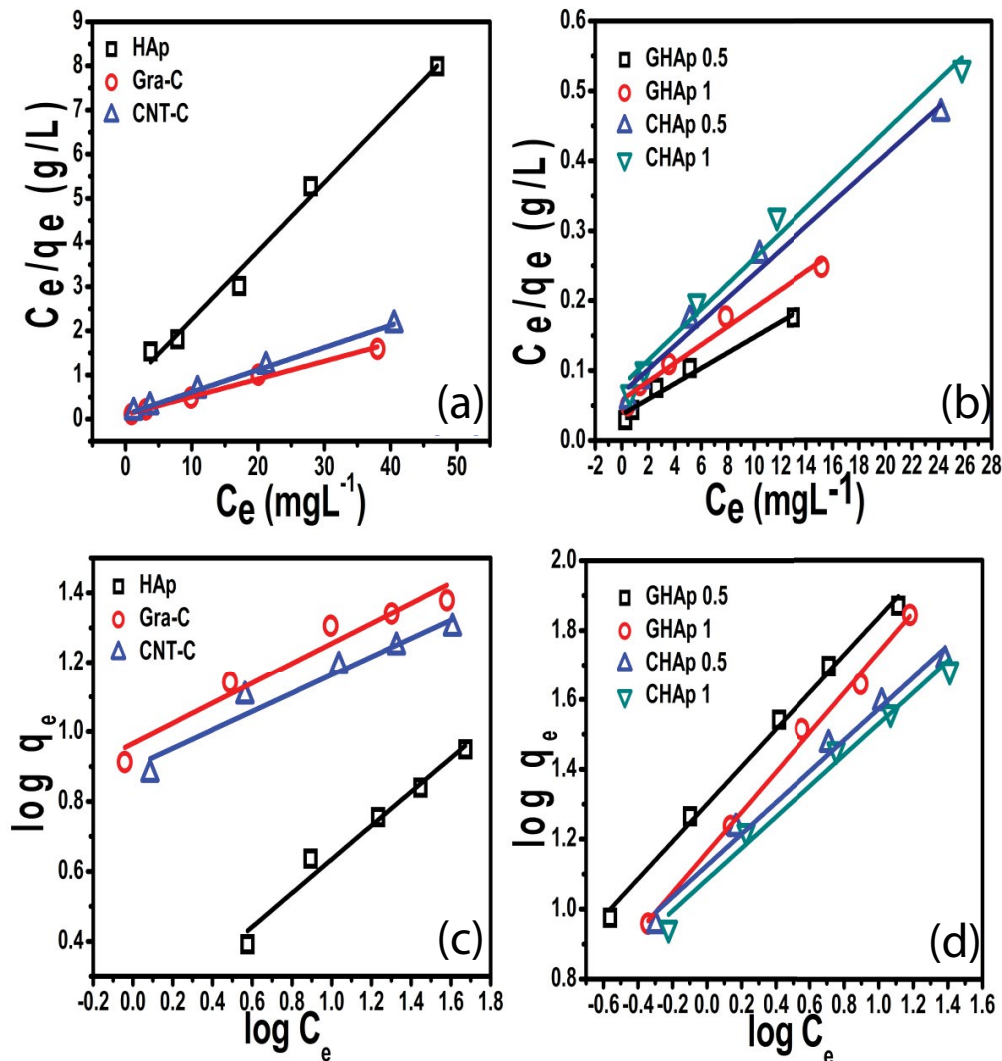 9
8
7
6
5
4
3
2
1
0
C e/qe (g/L)
HAp
Gra-C
CNT-C
(a)
0 10 20 30 40 50
Ce (mgL-1)
0.6
0.5
0.4
0.3
0.2
0.1
0.0
C e/qe (g/L)
GHAp 0.5
GHAp 1
CHAp 0.5
CHAp 1
(b)
-2 0 2 4 6 8 10 12 14 16 18 20 22 24 26 28
Ce (mgL-1)
1.4
1.2
1.0
0.8
0.6
0.4
log qe
HAp
Gra-C
CNT-C
(c)
-0.2 0.0 0.2 0.4 0.6 0.8 1.0 1.2 1.4 1.6 1.8
log Ce
2.0
1.8
1.6
1.4
1.2
1.0
0.8
log qe
GHAp 0.5
GHAp 1
CHAp 0.5
CHAp 1
(d)
-0.6 -0.4 -0.2 0.0 0.2 0.4 0.6 0.8 1.0 1.2 1.4 1.6
log Ce